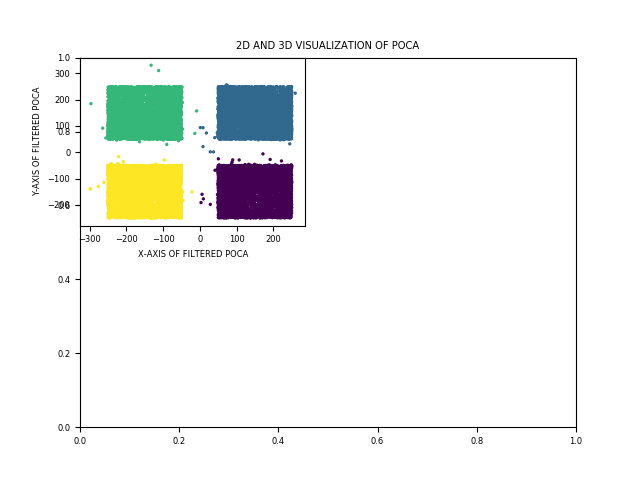 2D AND 3D VISUALIZATION OF POCA
1.0
300
200
100
0.8
0
−100
−200
0.6
Y-AXIS OF FILTERED POCA
−300 −200 −100 0 100 200
X-AXIS OF FILTERED POCA
0.4
0.2
0.0
0.0 0.2 0.4 0.6 0.8 1.0